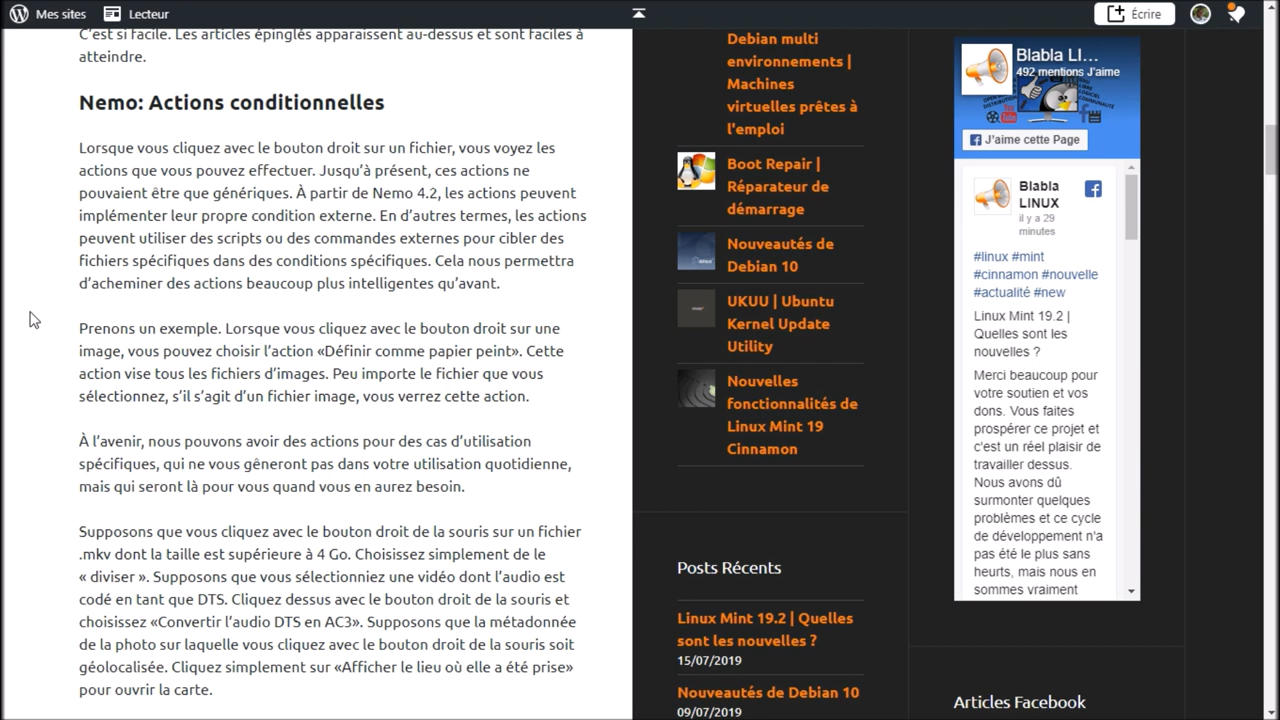 Mes sites
Lecteur
Écrire
C'est si facile. Les articles épinglés apparaissent au-dessus et sont faciles à
atteindre.
Nemo: Actions conditionnelles
Lorsque vous cliquez avec le bouton droit sur un fichier, vous voyez les
actions que vous pouvez effectuer. Jusqu’à présent, ces actions ne
pouvaient être que génériques. À partir de Nemo 4.2, les actions peuvent
implémenter leur propre condition externe. En d’autres termes, les actions
peuvent utiliser des scripts ou des commandes externes pour cibler des
fichiers spécifiques dans des conditions spécifiques. Cela nous permettra
d’acheminer des actions beaucoup plus intelligentes qu’avant.
Prenons un exemple. Lorsque vous cliquez avec le bouton droit sur une
image, vous pouvez choisir l’action «Définir comme papier peint». Cette
action vise tous les fichiers d’images. Peu importe le fichier que vous
sélectionnez, s’il s’agit d’un fichier image, vous verrez cette action.
À l’avenir, nous pouvons avoir des actions pour des cas d’utilisation
spécifiques, qui ne vous gêneront pas dans votre utilisation quotidienne,
mais qui seront là pour vous quand vous en aurez besoin.
Supposons que vous cliquez avec le bouton droit de la souris sur un fichier
.mkv dont la taille est supérieure à 4 Go. Choisissez simplement de le
« diviser ». Supposons que vous sélectionniez une vidéo dont l’audio est
codé en tant que DTS. Cliquez dessus avec le bouton droit de la souris et
choisissez «Convertir l’audio DTS en AC3». Supposons que la métadonnée
de la photo sur laquelle vous cliquez avec le bouton droit de la souris soit
géolocalisée. Cliquez simplement sur «Afficher le lieu où elle a été prise»
pour ouvrir la carte.
Debian multi
environnements |
Machines
virtuelles prêtes à
l'emploi
Boot Repair |
Réparateur de
démarrage
Nouveautés de
Debian 10
UKUU | Ubuntu
Kernel Update
Utility
Nouvelles
fonctionnalités de
Linux Mint 19
Cinnamon
Posts Récents
Linux Mint 19.2 | Quelles
sont les nouvelles ?
15/07/2019
Nouveautés de Debian 10
09/07/2019
Blabla LI...
492 mentions J’aime
J’aime cette Page
Blabla
LINUX
il y a 29
minutes
#linux #mint
#cinnamon #nouvelle
#actualité #new
Linux Mint 19.2 |
Quelles sont les
nouvelles ?
Merci beaucoup pour
votre soutien et vos
dons. Vous faites
prospérer ce projet et
c'est un réel plaisir de
travailler dessus.
Nous avons dû
surmonter quelques
problèmes et ce cycle
de développement n'a
pas été le plus sans
heurts, mais nous en
sommes vraiment
Articles Facebook